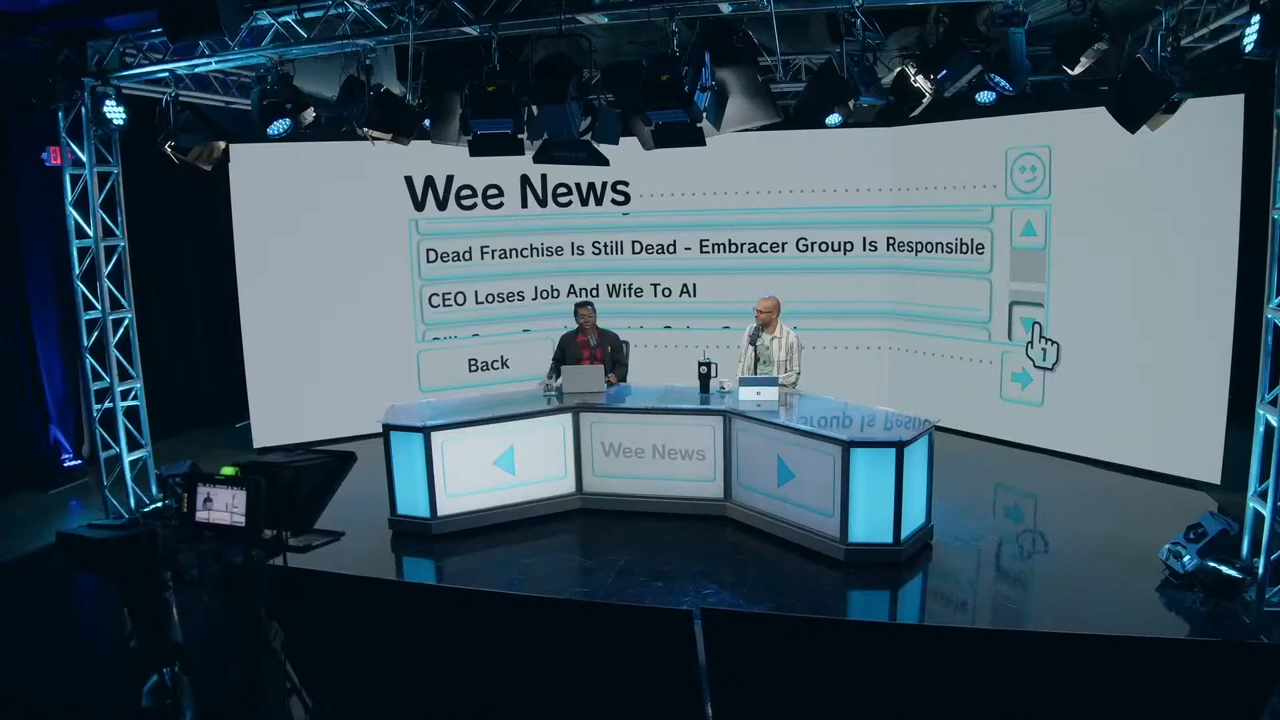 Wee News
Dead Franchise Is Still Dead - Embracer Group Is Responsible
CEO Loses Job And Wife To AI
Back
1
Wee News